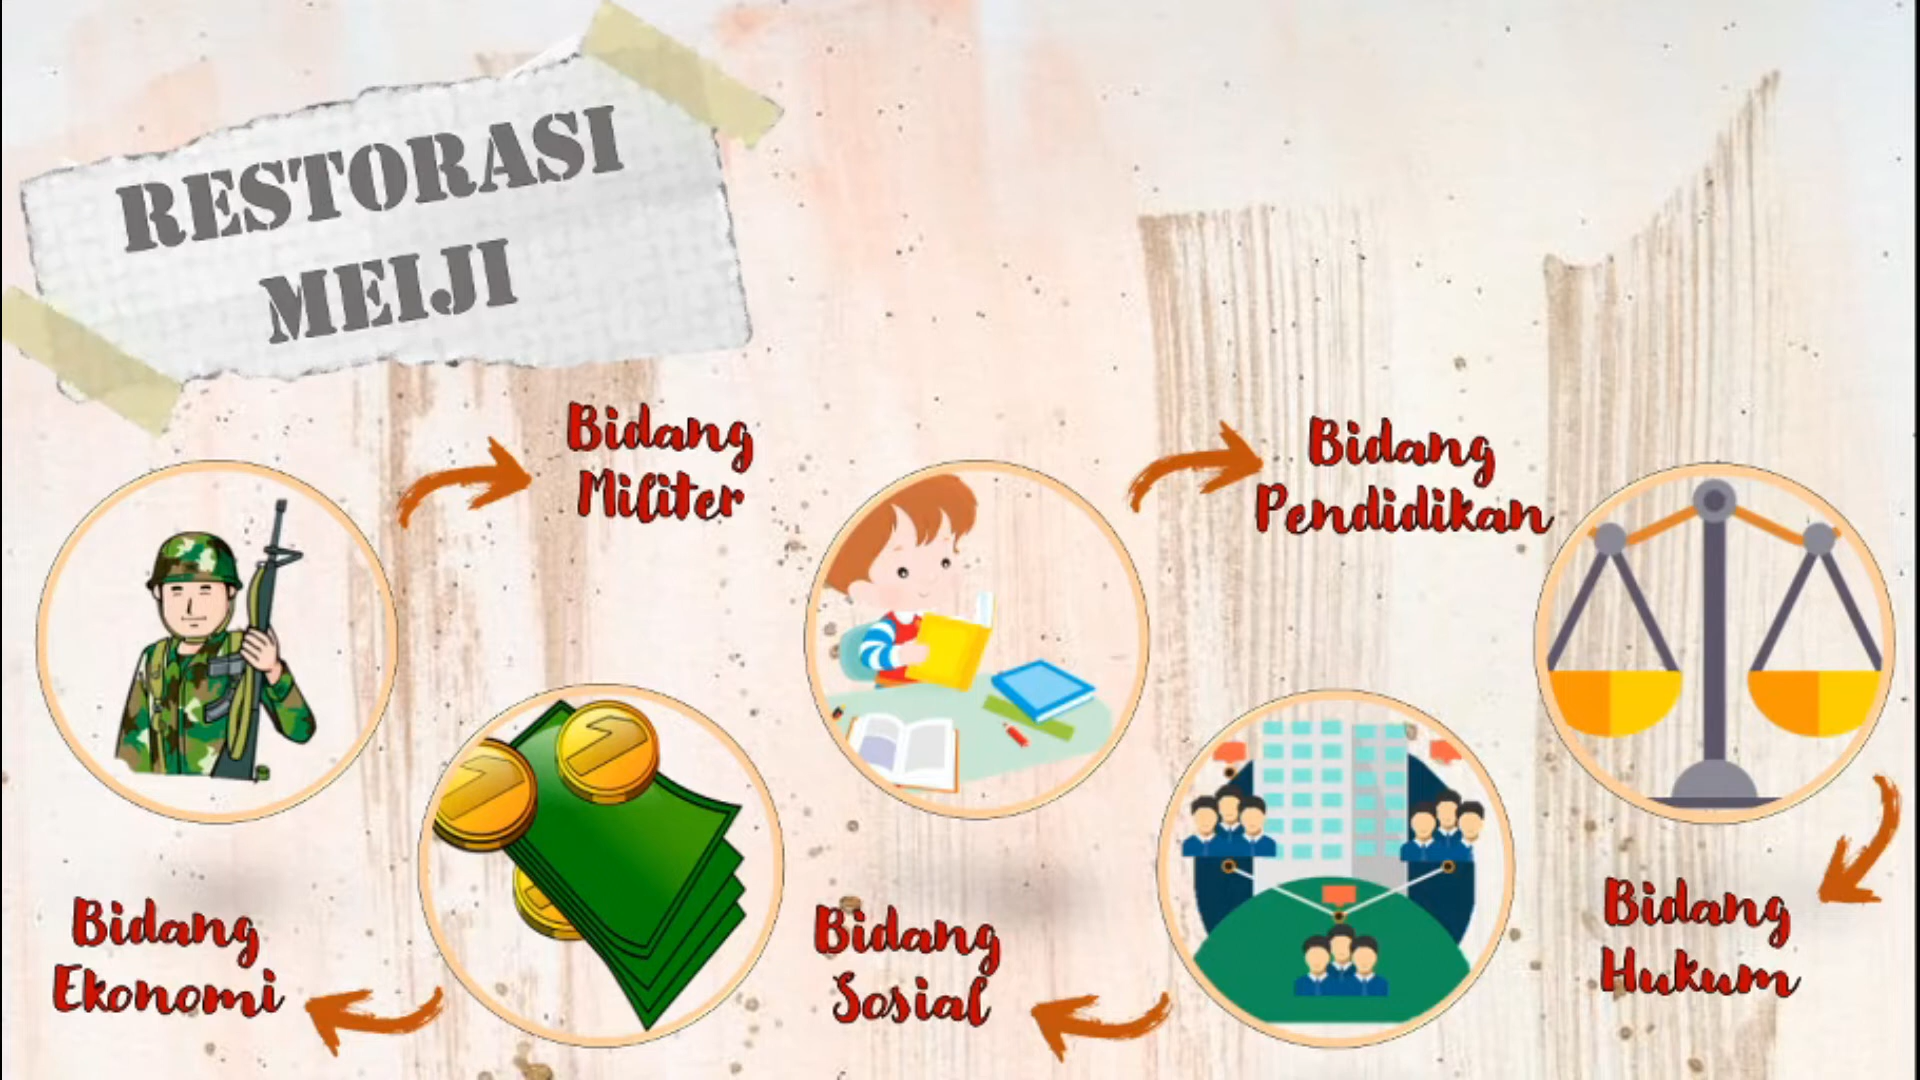 RESTORASI
MEIJI
Bidang
Militer
Bidang
Pendidikan
Bidang
Ekonomi
Bidang
Sosial
Bidang
Hukum